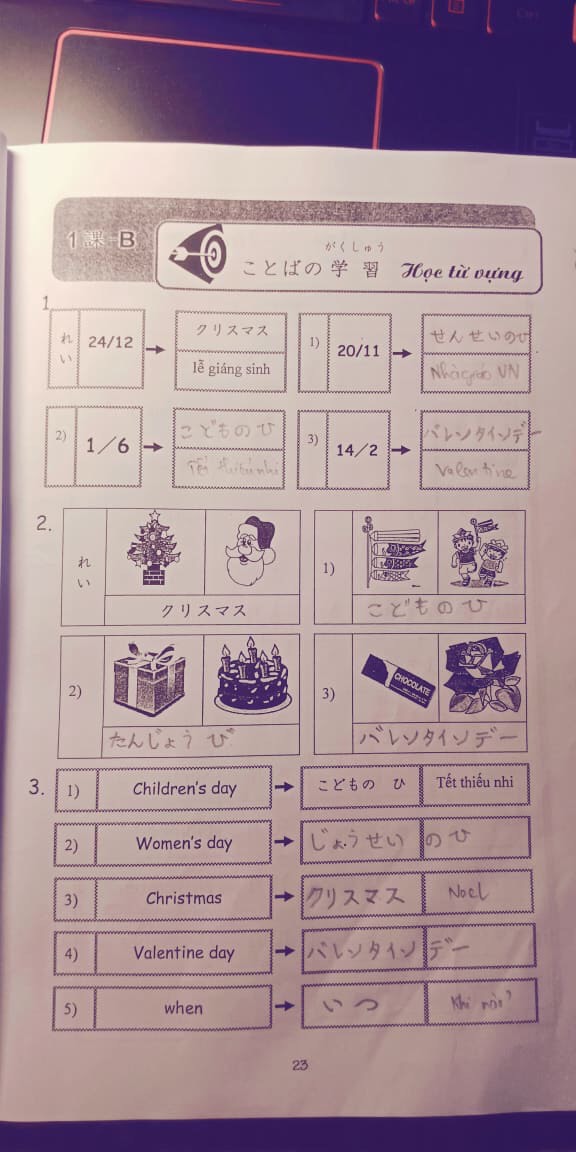 1 課 B
がくしゅう
ことばの 学 習 Học từ vựng
1
れい 24/12 クリスマス
lễ giáng sinh
1) 20/11 せんせいのひ
Nhà giáo VN
2) 1/6 こどものひ
Tết thiếu nhi
3) 14/2 バレンタインデー
Valentine
2.
れい
クリスマス
1)
こどものひ
2)
たんじょうび
3)
CHOCOLATE
バレンタインデー
3.
1) Children's day こどもの ひ Tết thiếu nhi
2) Women's day じょうせい のひ
3) Christmas クリスマス Noel
4) Valentine day バレンタインデー
5) when いつ Khi nào?
23